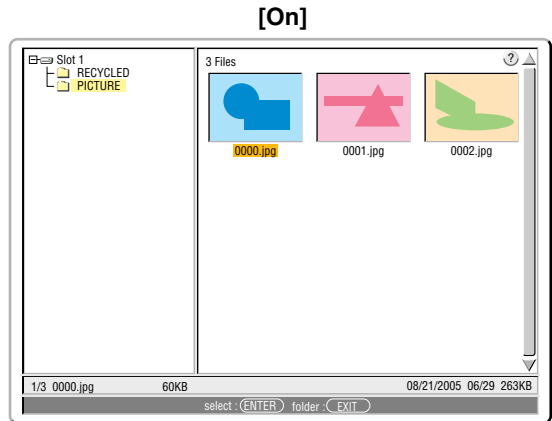 [On]
Slot 1
RECYCLED
PICTURE
3 Files
?
0000.jpg 0001.jpg 0002.jpg
1/3 0000.jpg 60KB 08/21/2005 06/29 263KB
select : ENTER folder : EXIT